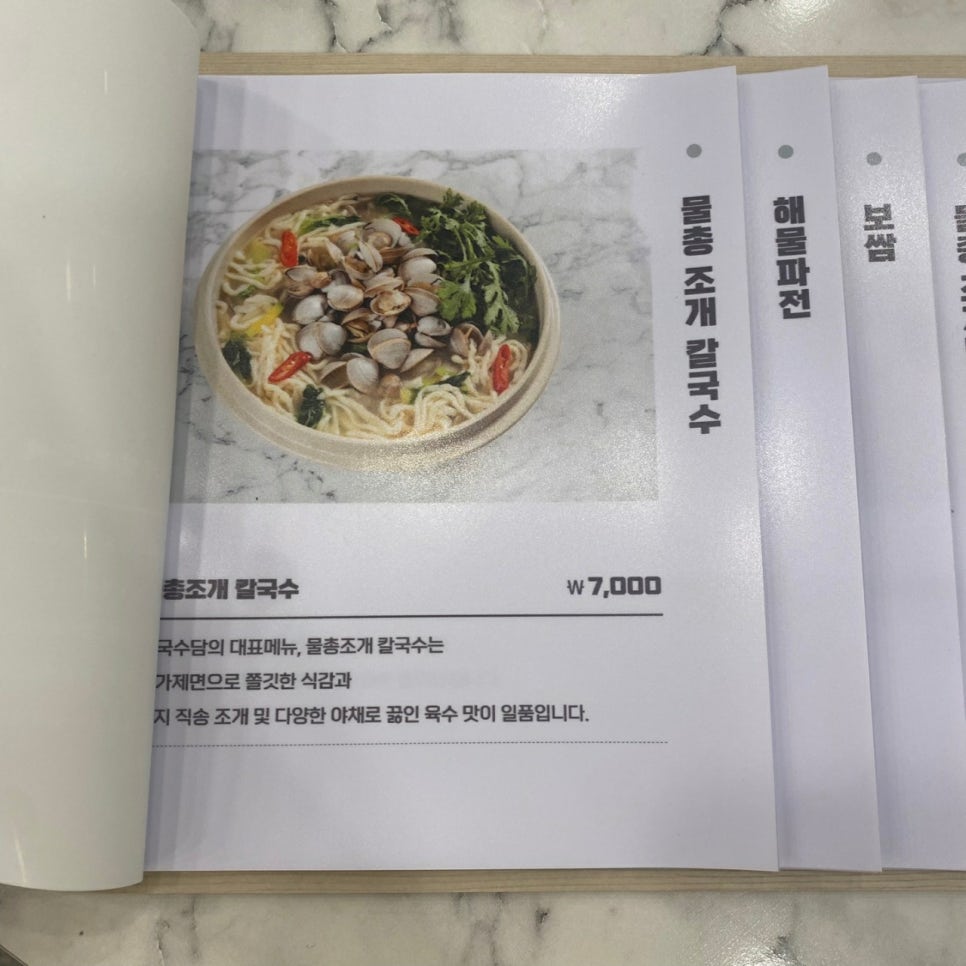 물총 조개 칼국수
해물파전
보쌈
총조개 칼국수
₩7,000
국수담의 대표메뉴, 물총조개 칼국수는
가제면으로 쫄깃한 식감과
지 직송 조개 및 다양한 야채로 끓인 육수 맛이 일품입니다.